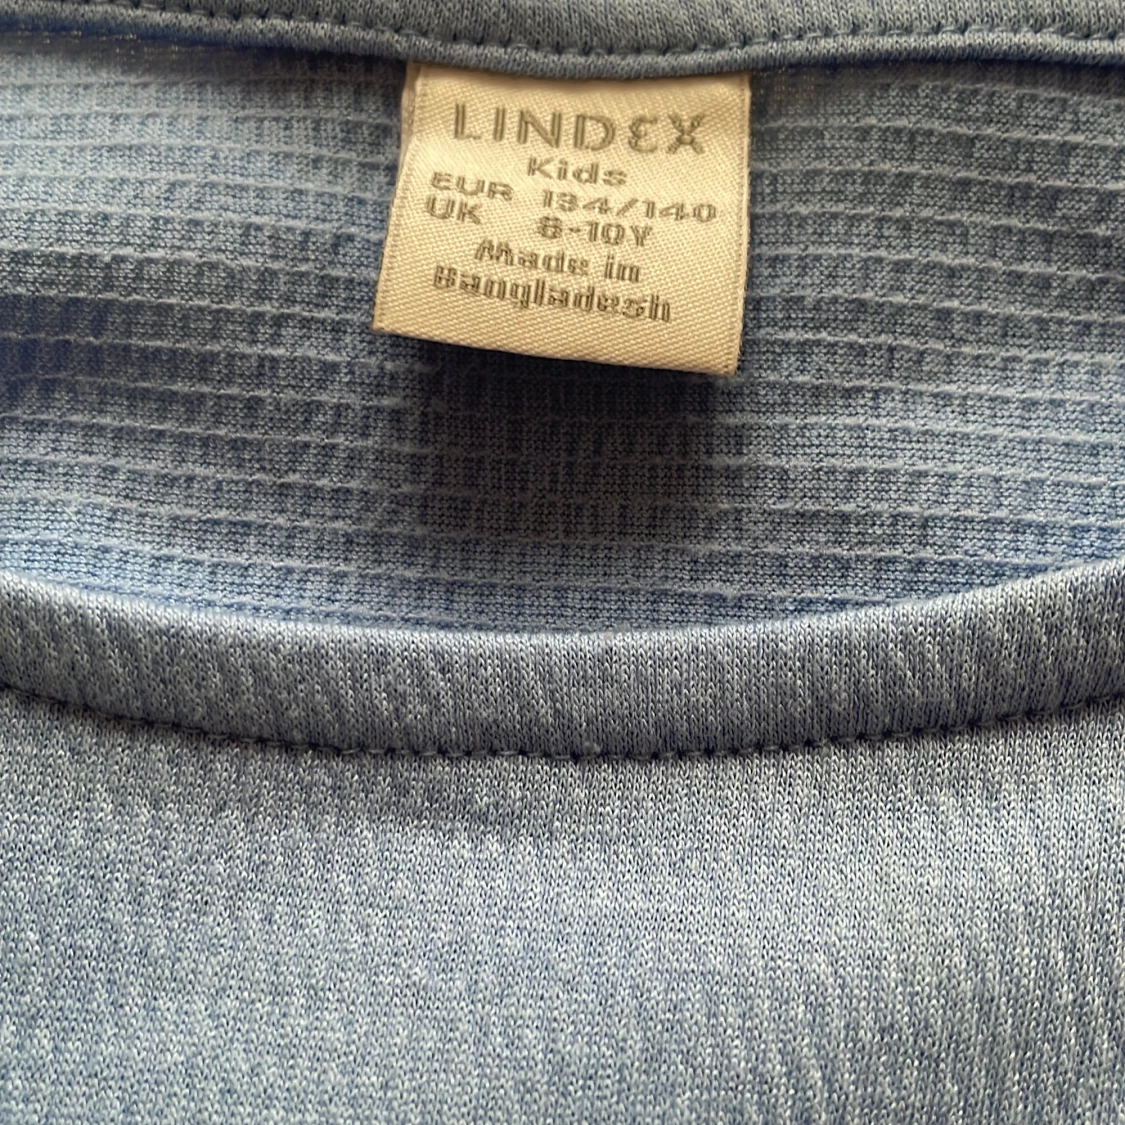 LINDEX
Kids
EUR 134/140
UK 8-10Y
Made in
Bangladesh